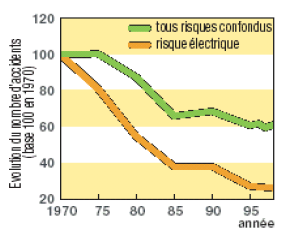 120
tous risques confondus
risque électrique
100
80
60
40
20
Evolution du nombre d'accidents
(base 100 en 1970)
1970 75 80 85 90 95
année